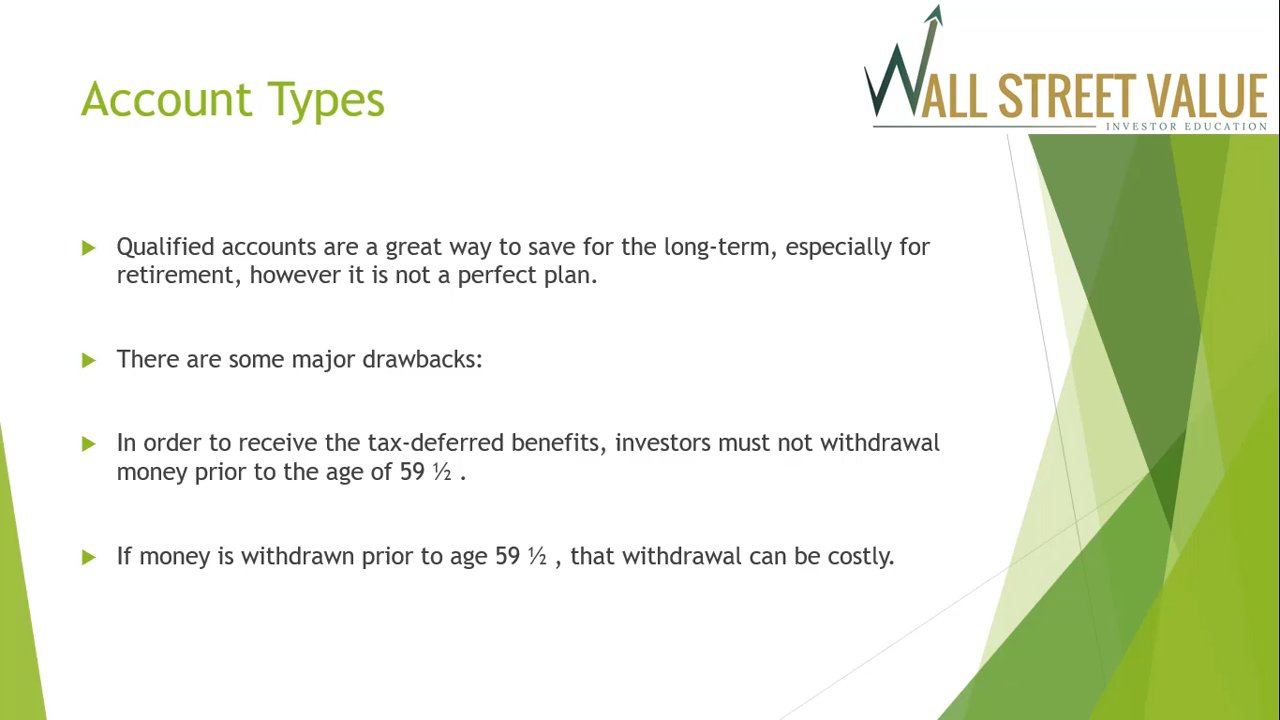 Account Types
WALL STREET VALUE
INVESTOR EDUCATION
Qualified accounts are a great way to save for the long-term, especially for
retirement, however it is not a perfect plan.
There are some major drawbacks:
In order to receive the tax-deferred benefits, investors must not withdrawal
money prior to the age of 59 ½ .
If money is withdrawn prior to age 59 ½ , that withdrawal can be costly.